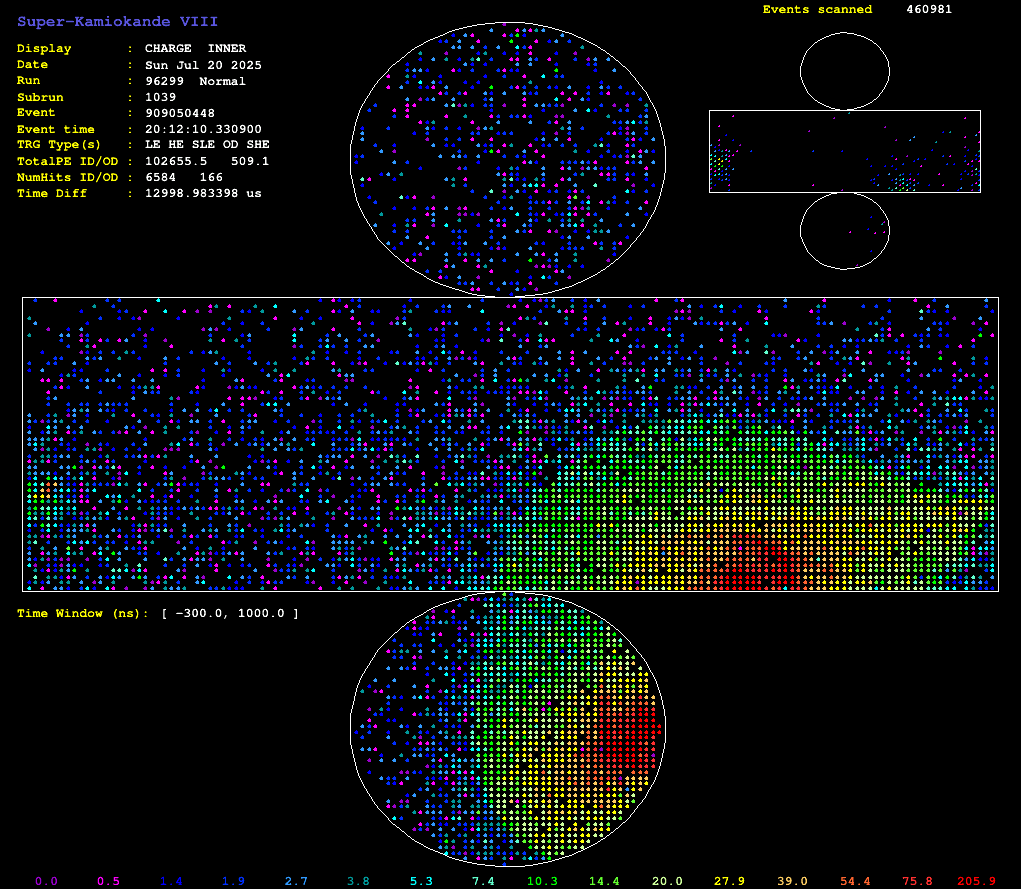 Super-Kamiokande VIII
Events scanned 460981
Display : CHARGE INNER
Date : Sun Jul 20 2025
Run : 96299 Normal
Subrun : 1039
Event : 909050448
Event time : 20:12:10.330900
TRG Type(s) : LE HE SLE OD SHE
TotalPE ID/OD : 102655.5 509.1
NumHits ID/OD : 6584 166
Time Diff : 12998.983398 us
Time Window (ns): [ -300.0, 1000.0 ]
0.0 0.5 1.4 1.9 2.7 3.8 5.3 7.4 10.3 14.4 20.0 27.9 39.0 54.4 75.8 205.9